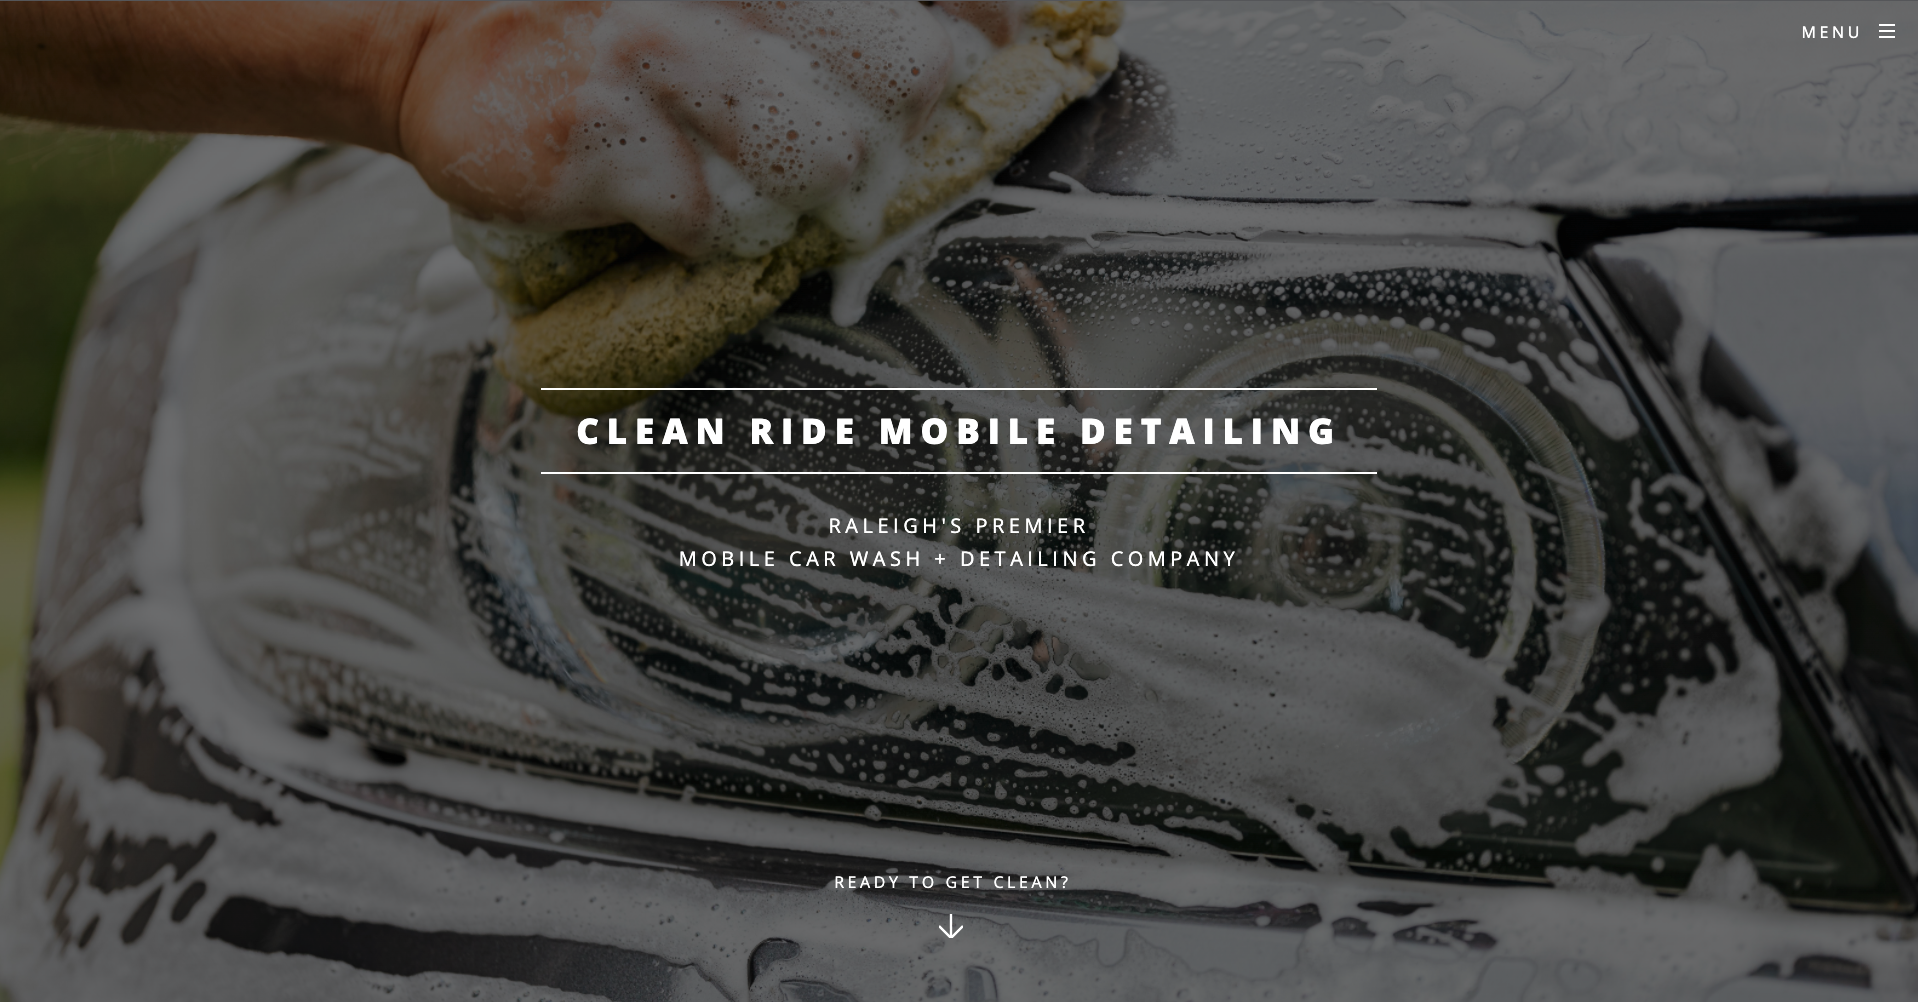 MENU
CLEAN RIDE MOBILE DETAILING
RALEIGH'S PREMIER
MOBILE CAR WASH + DETAILING COMPANY
READY TO GET CLEAN?